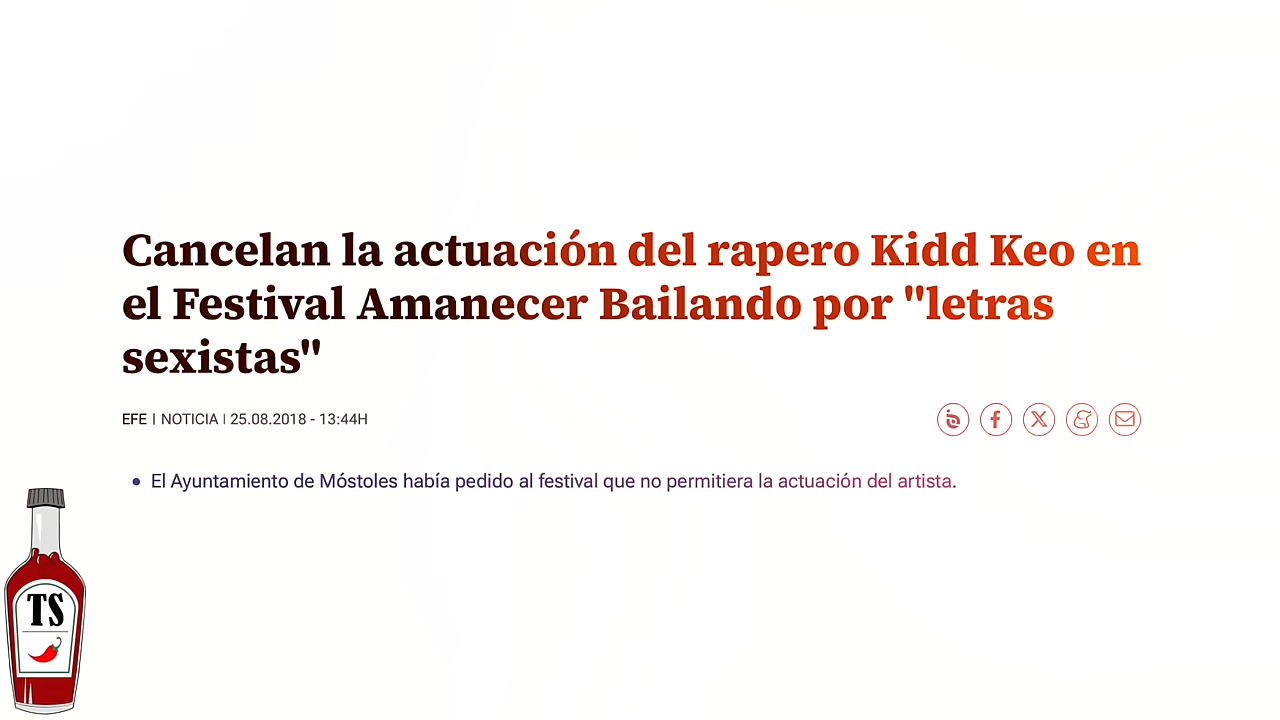 Cancelan la actuación del rapero Kidd Keo en
el Festival Amanecer Bailando por "letras
sexistas"
EFE | NOTICIA | 25.08.2018 - 13:44H
• El Ayuntamiento de Móstoles había pedido al festival que no permitiera la actuación del artista.
TS